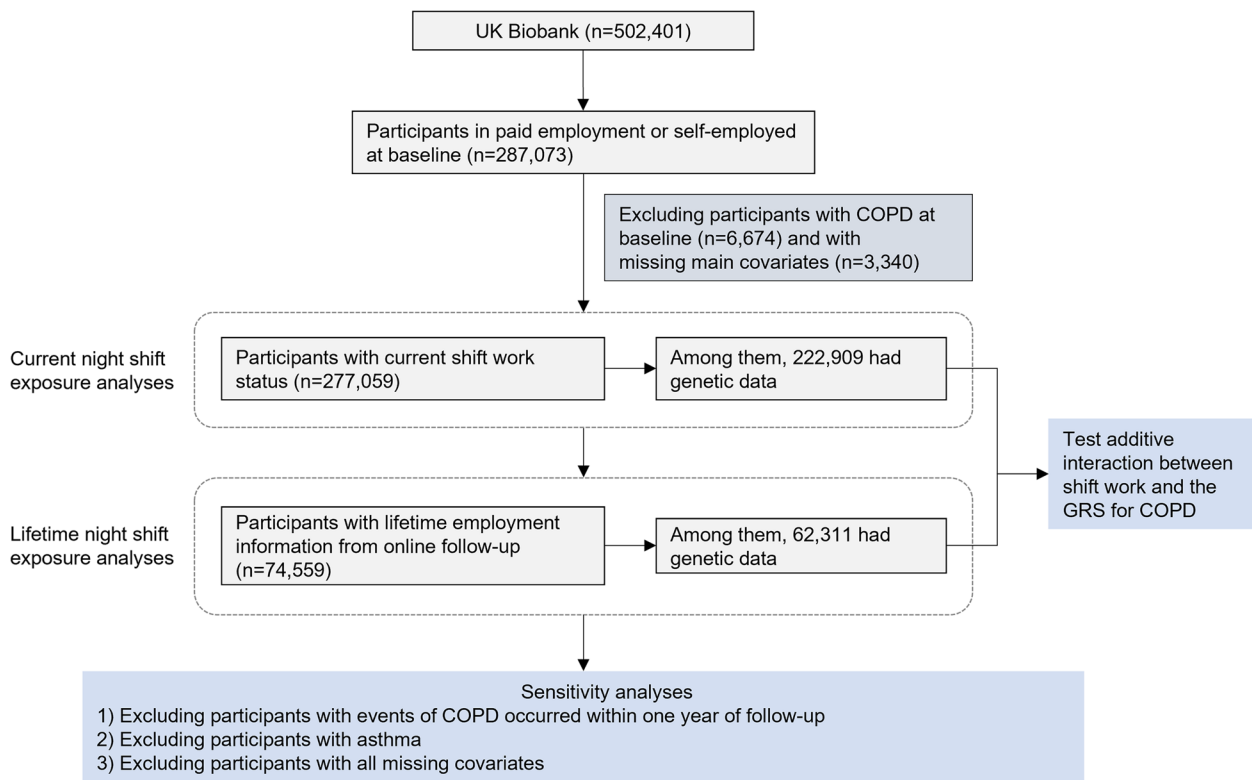 UK Biobank (n=502,401)
Participants in paid employment or self-employed
at baseline (n=287,073)
Excluding participants with COPD at
baseline (n=6,674) and with
missing main covariates (n=3,340)
Current night shift
exposure analyses
Participants with current shift work
status (n=277,059)
Among them, 222,909 had
genetic data
Test additive
interaction between
shift work and the
GRS for COPD
Lifetime night shift
exposure analyses
Participants with lifetime employment
information from online follow-up
(n=74,559)
Among them, 62,311 had
genetic data
Sensitivity analyses
1) Excluding participants with events of COPD occurred within one year of follow-up
2) Excluding participants with asthma
3) Excluding participants with all missing covariates